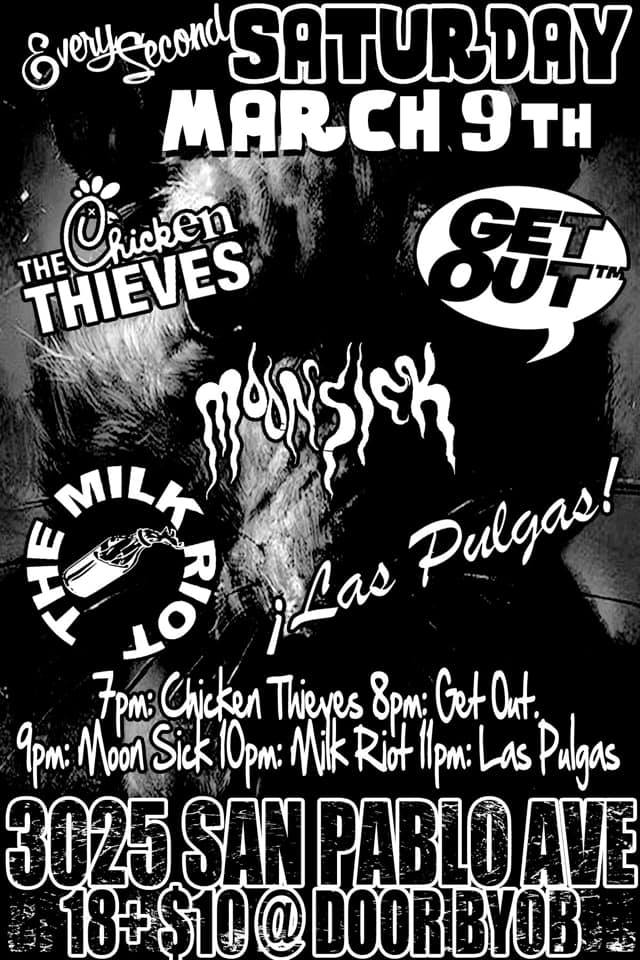 Every Second SATURDAY
MARCH 9TH
THE Chicken
THIEVES
GET
OUT™
MOONSICK
THE MILK RIOT
¡Las Pulgas!
7pm: Chicken Thieves 8pm: Get Out.
9pm: Moon Sick 10pm: Milk Riot 11pm: Las Pulgas
3025 SAN PABLO AVE
18+ $10 @ DOOR BYOB